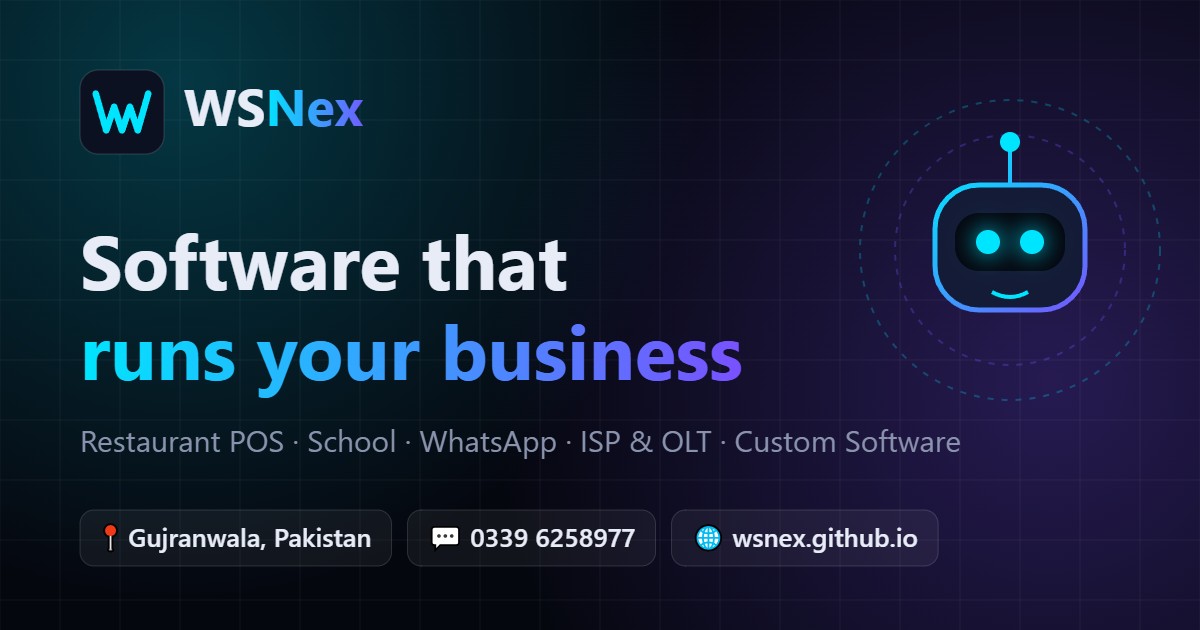 WSNex
Software that
runs your business
Restaurant POS · School · WhatsApp · ISP & OLT · Custom Software
Gujranwala, Pakistan
0339 6258977
wsnex.github.io